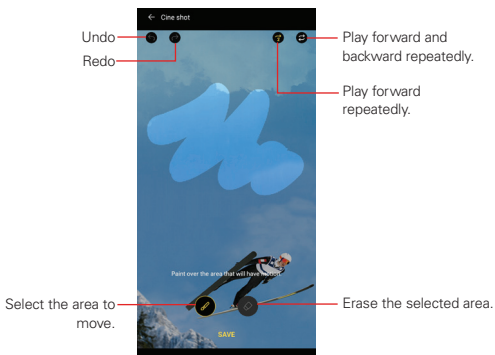 Cine shot
Undo
Redo
Play forward and
backward repeatedly.
Play forward
repeatedly.
Paint over the area that will have motion.
Select the area to
move.
Erase the selected area.
SAVE